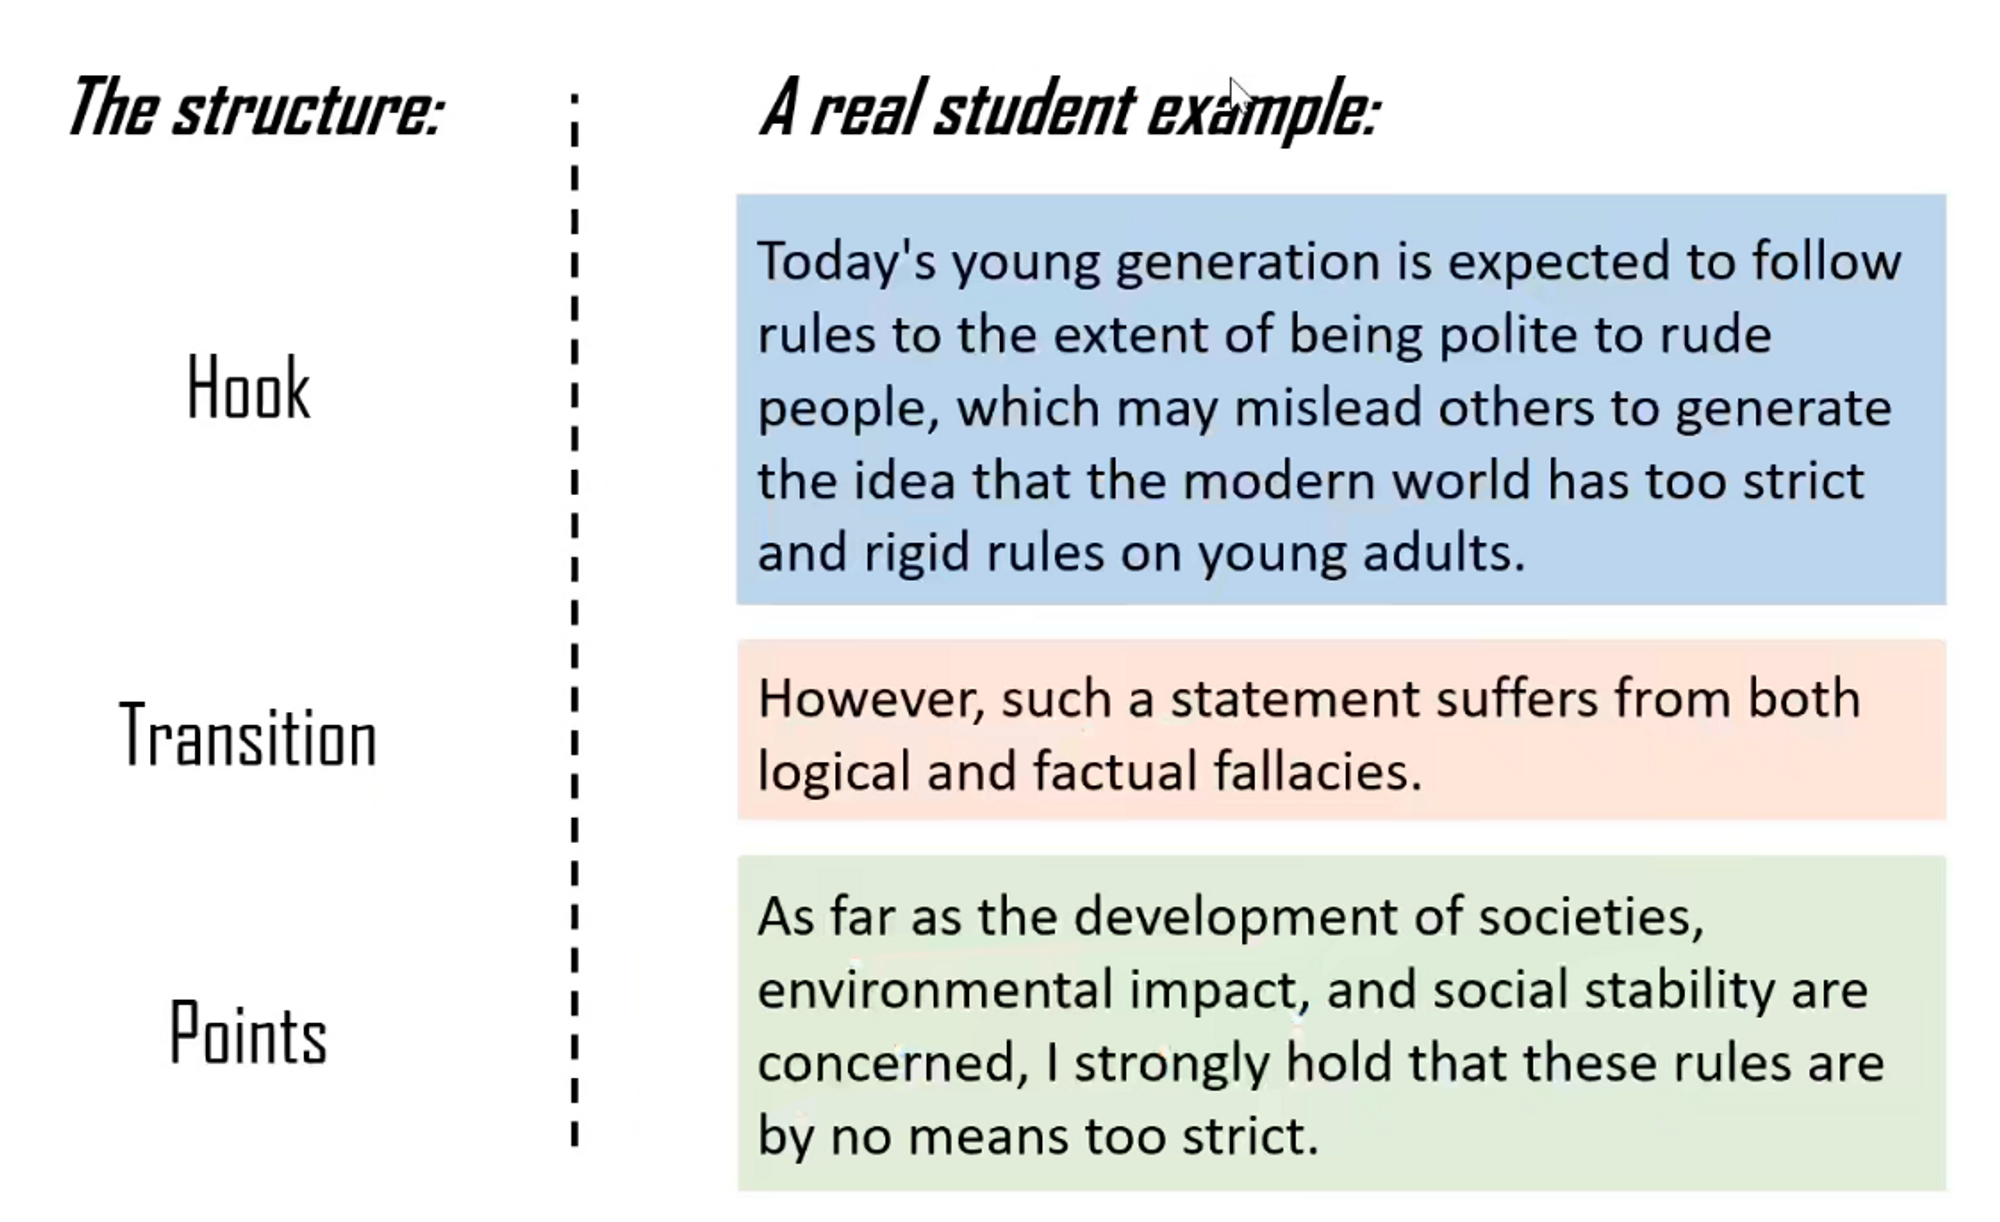 The structure:
A real student example:
Hook
Today's young generation is expected to follow
rules to the extent of being polite to rude
people, which may mislead others to generate
the idea that the modern world has too strict
and rigid rules on young adults.
Transition
However, such a statement suffers from both
logical and factual fallacies.
Points
As far as the development of societies,
environmental impact, and social stability are
concerned, I strongly hold that these rules are
by no means too strict.